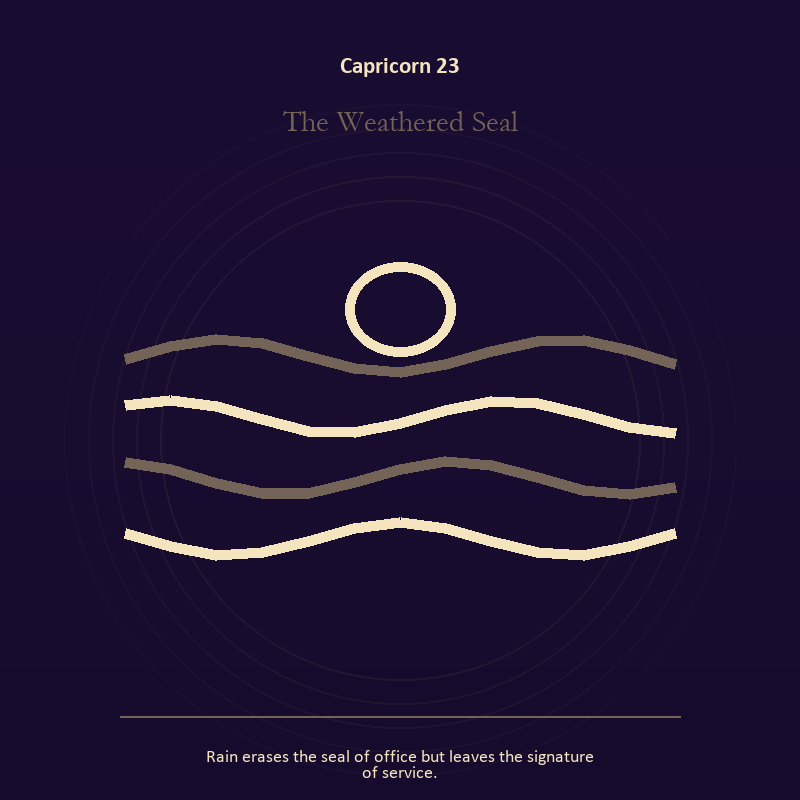 Capricorn 23
The Weathered Seal
Rain erases the seal of office but leaves the signature
of service.